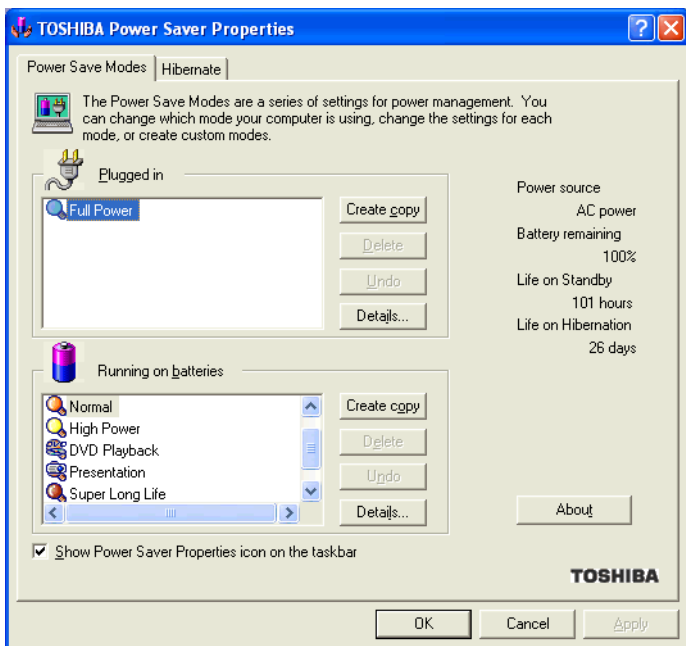 TOSHIBA Power Saver Properties
Power Save Modes
Hibernate
The Power Save Modes are a series of settings for power management. You
can change which mode your computer is using, change the settings for each
mode, or create custom modes.
Plugged in
Full Power
Create copy
Delete
Undo
Details...
Power source
AC power
Battery remaining
100%
Life on Standby
101 hours
Life on Hibernation
26 days
Running on batteries
Normal
High Power
DVD Playback
Presentation
Super Long Life
Create copy
Delete
Undo
Details...
About
Show Power Saver Properties icon on the taskbar
TOSHIBA
OK
Cancel
Apply